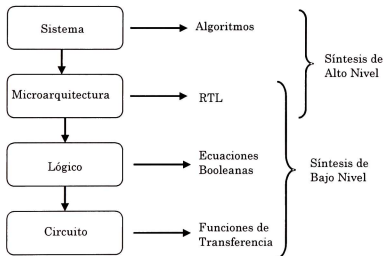 Sistema
Algoritmos
Síntesis de
Alto Nivel
Microarquitectura
RTL
Lógico
Ecuaciones
Booleanas
Síntesis de
Bajo Nivel
Circuito
Funciones de
Transferencia